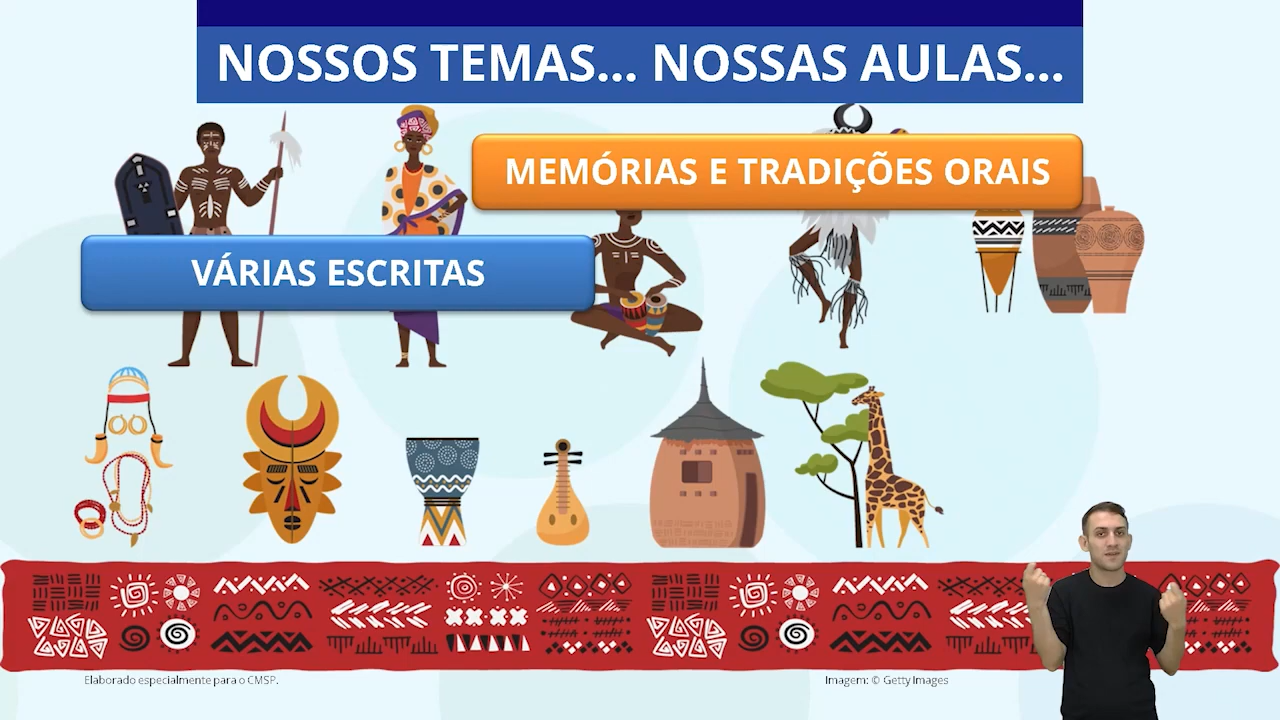 NOSSOS TEMAS... NOSSAS AULAS...
MEMÓRIAS E TRADIÇÕES ORAIS
VÁRIAS ESCRITAS
Elaborado especialmente para o CMSP.
Imagem: © Getty Images